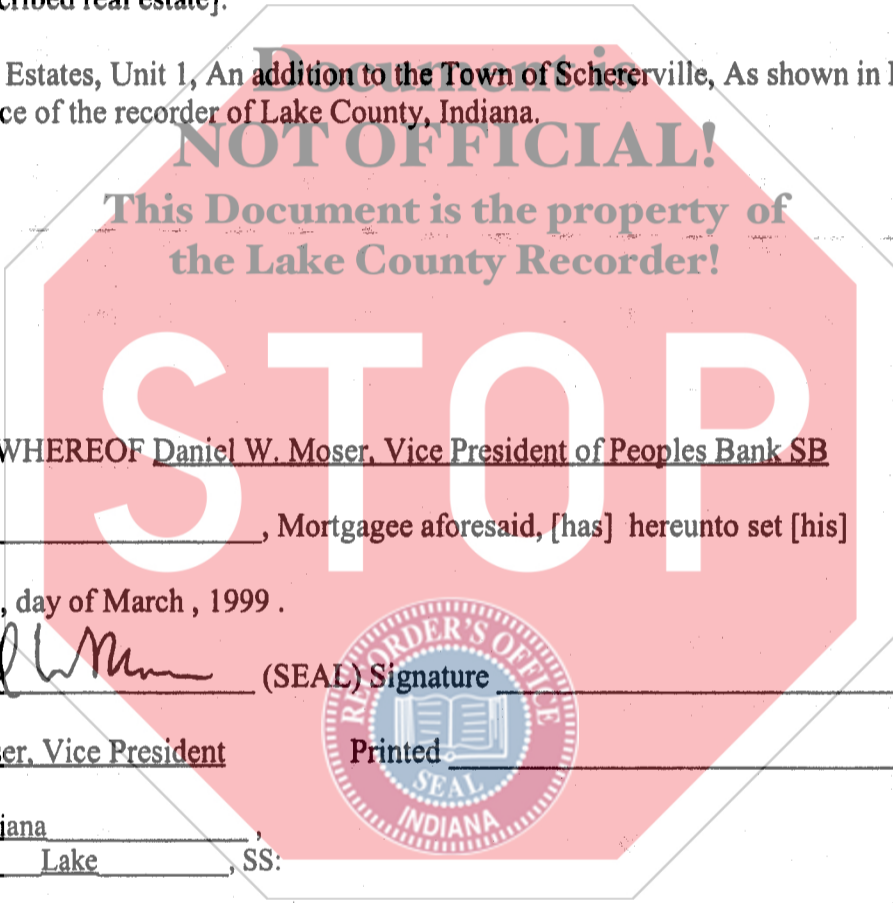 cribed real estate].
Document is
Estates, Unit 1, An addition to the Town of Schererville, As shown in
ce of the recorder of Lake County, Indiana.
NOT OFFICIAL!
This Document is the property of
the Lake County Recorder!
STOP
WHEREOF Daniel W. Moser, Vice President of Peoples Bank SB
, Mortgagee aforesaid, [has] hereunto set [his]
, day of March , 1999 .
(SEAL) Signature
er, Vice President Printed
iana ,
Lake , SS:
RECORDER'S OFFICE
SEAL
INDIANA